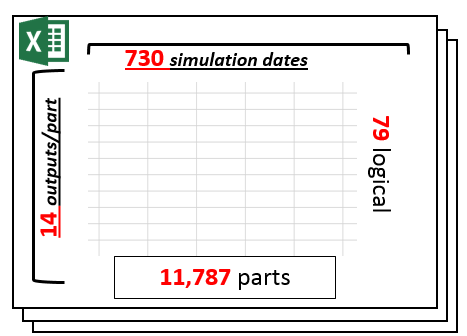 X
730 simulation dates
14 outputs/part
79 logical
11,787 parts